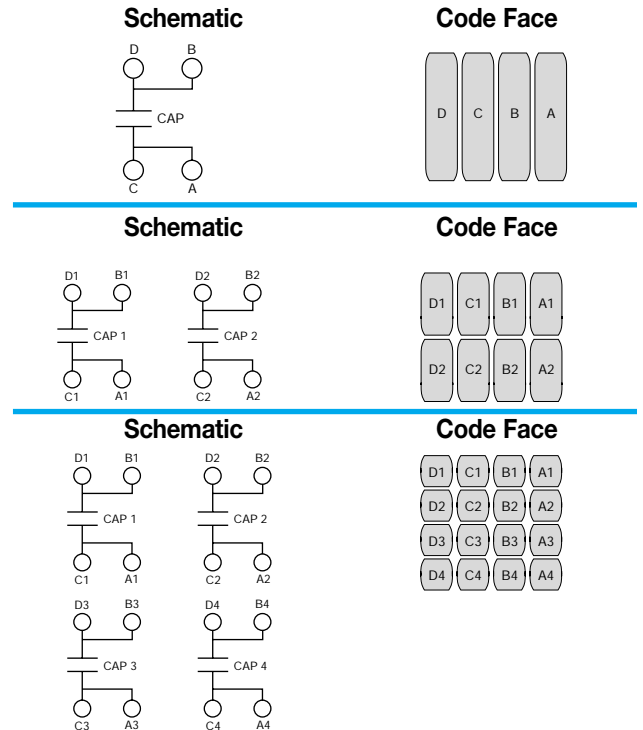 Schematic Code Face
D B
CAP
C A
D C B A
Schematic Code Face
D1 B1 D2 B2
CAP 1 CAP 2
C1 A1 C2 A2
D1 C1 B1 A1
D2 C2 B2 A2
Schematic Code Face
D1 B1 D2 B2
CAP 1 CAP 2
C1 A1 C2 A2
D3 B3 D4 B4
CAP 3 CAP 4
C3 A3 C4 A4
D1 C1 B1 A1
D2 C2 B2 A2
D3 C3 B3 A3
D4 C4 B4 A4